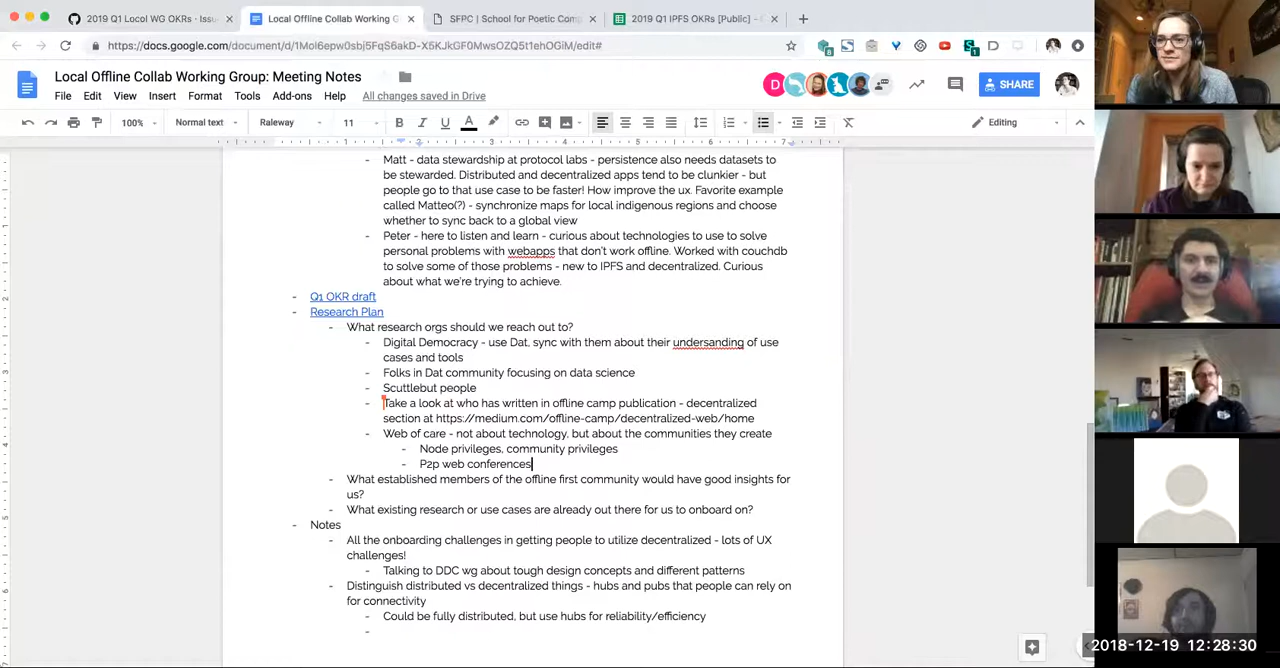 2019 Q1 Locol WG OKRs · Issu
Local Offline Collab Working G
SFPC | School for Poetic Comp
2019 Q1 IPFS OKRs [Public] -
https://docs.google.com/document/d/1Moi6epw0sbj5FqS6akD-X5KJkGF0MwsOZQ5t1ehOGiM/edit#
Local Offline Collab Working Group: Meeting Notes
File Edit View Insert Format Tools Add-ons Help All changes saved in Drive
SHARE
100% Normal text Raleway 11 B I U A Editing
1 2 3 4 5 6 7
- Matt - data stewardship at protocol labs - persistence also needs datasets to
be stewarded. Distributed and decentralized apps tend to be clunkier - but
people go to that use case to be faster! How improve the ux. Favorite example
called Matteo(?) - synchronize maps for local indigenous regions and choose
whether to sync back to a global view
- Peter - here to listen and learn - curious about technologies to use to solve
personal problems with webapps that don't work offline. Worked with couchdb
to solve some of those problems - new to IPFS and decentralized. Curious
about what we're trying to achieve.
- Q1 OKR draft
- Research Plan
- What research orgs should we reach out to?
- Digital Democracy - use Dat, sync with them about their undersanding of use
cases and tools
- Folks in Dat community focusing on data science
- Scuttlebut people
- Take a look at who has written in offline camp publication - decentralized
section at https://medium.com/offline-camp/decentralized-web/home
- Web of care - not about technology, but about the communities they create
- Node privileges, community privileges
- P2p web conferences
- What established members of the offline first community would have good insights for
us?
- What existing research or use cases are already out there for us to onboard on?
- Notes
- All the onboarding challenges in getting people to utilize decentralized - lots of UX
challenges!
- Talking to DDC wg about tough design concepts and different patterns
- Distinguish distributed vs decentralized things - hubs and pubs that people can rely on
for connectivity
- Could be fully distributed, but use hubs for reliability/efficiency
-
2018-12-19 12:28:30